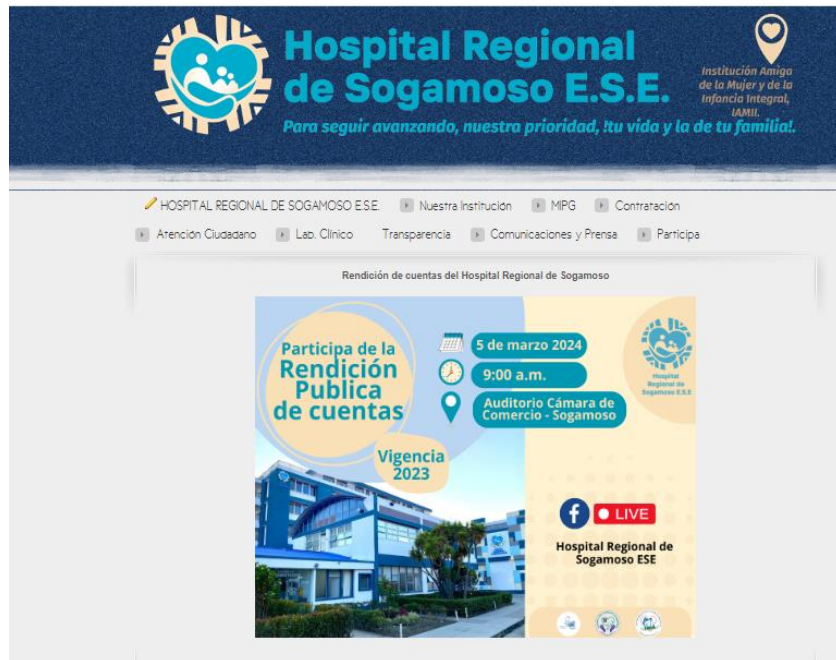 Hospital Regional
de Sogamoso E.S.E.
Para seguir avanzando, nuestra prioridad, !tu vida y la de tu familia!.
Institución Amiga
de la Mujer y de la
Infancia Integral,
IAMII.
HOSPITAL REGIONAL DE SOGAMOSO E.S.E. Nuestra Institución MIPG Contratación
Atención Ciudadano Lab. Clínico Transparencia Comunicaciones y Prensa Participa
Rendición de cuentas del Hospital Regional de Sogamoso
Participa de la
Rendición
Publica
de cuentas
Vigencia
2023
5 de marzo 2024
9:00 a.m.
Auditorio Cámara de
Comercio - Sogamoso
Hospital
Regional de
Sogamoso E.S.E
f LIVE
Hospital Regional de
Sogamoso ESE